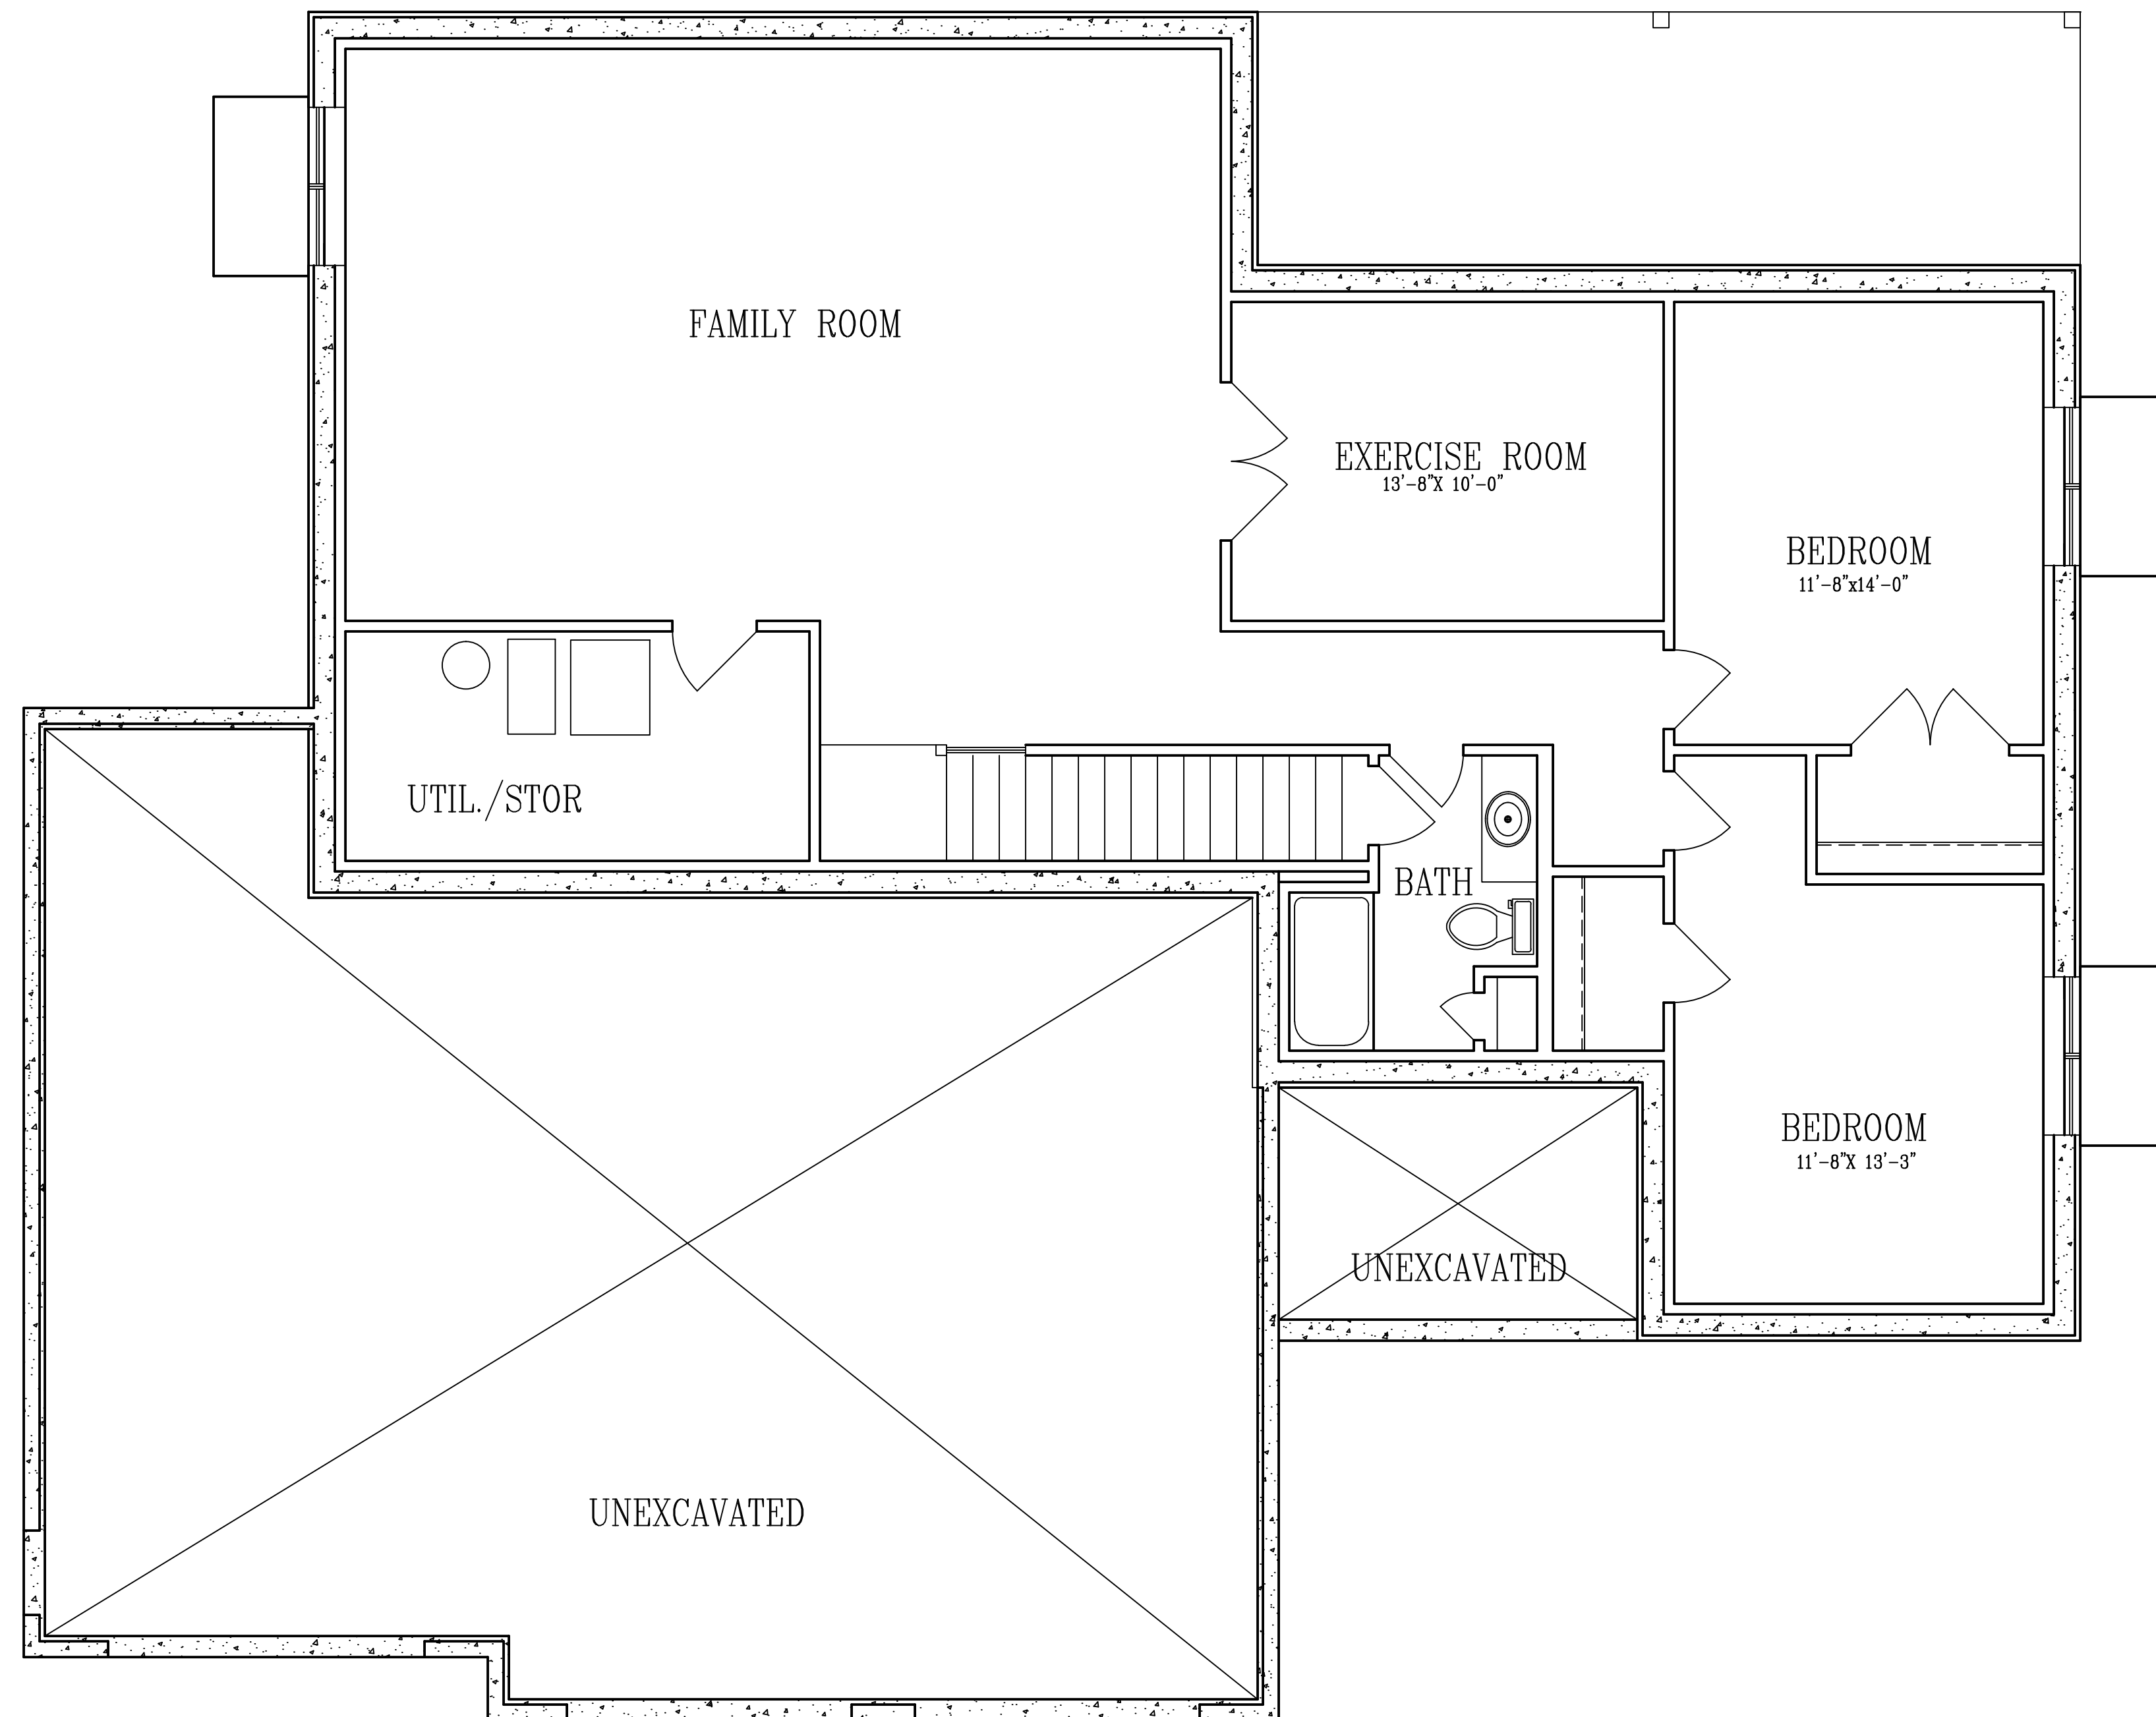 FAMILY ROOM
EXERCISE ROOM
13'-8"X 10'-0"
BEDROOM
11'-8"x14'-0"
UTIL./STOR
BATH
BEDROOM
11'-8"X 13'-3"
UNEXCAVATED
UNEXCAVATED